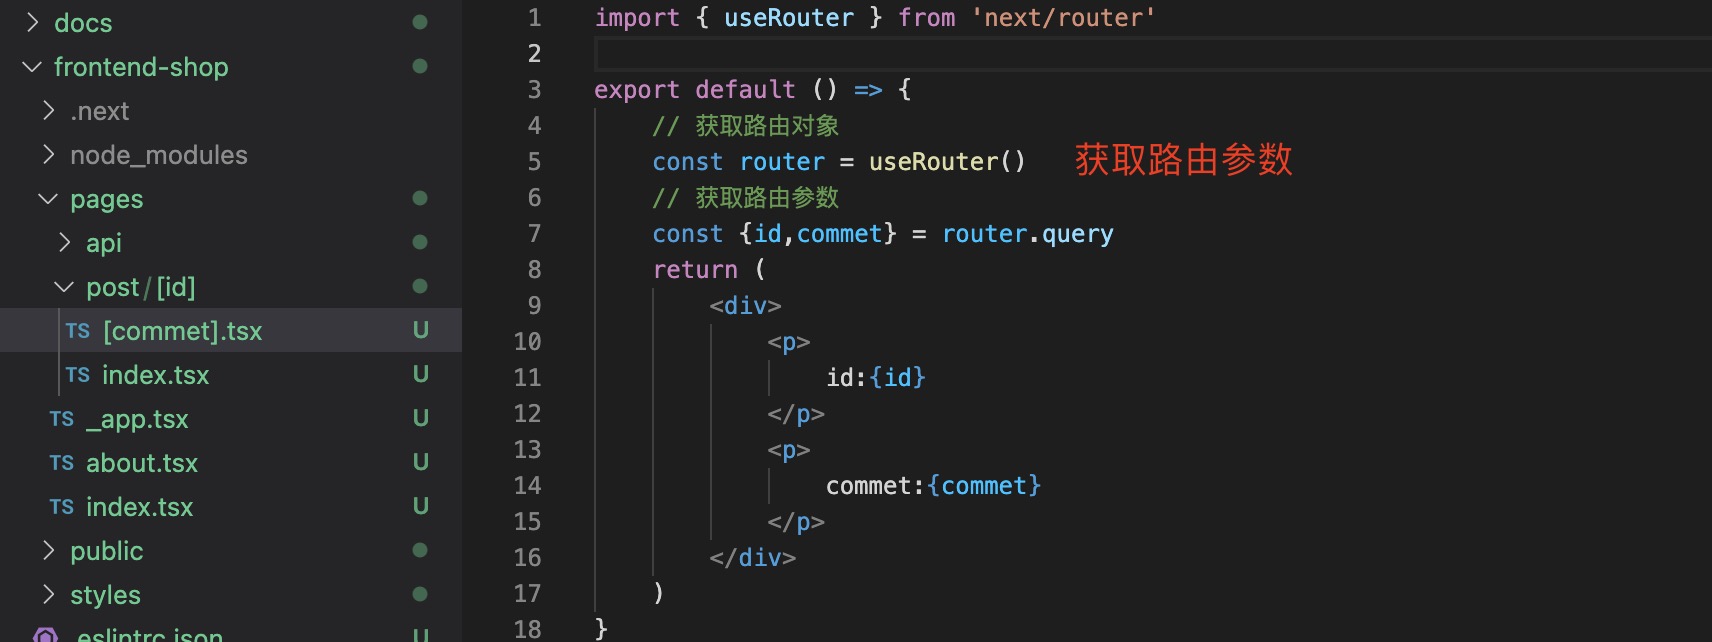 docs
frontend-shop
.next
node_modules
pages
api
post/[id]
TS [commet].tsx U
TS index.tsx U
TS _app.tsx U
TS about.tsx U
TS index.tsx U
public
styles
.eslintrc.json U
1 import { useRouter } from 'next/router'
2
3 export default () => {
4 // 获取路由对象
5 const router = useRouter() 获取路由参数
6 // 获取路由参数
7 const {id,commet} = router.query
8 return (
9 <div>
10 <p>
11 id:{id}
12 </p>
13 <p>
14 commet:{commet}
15 </p>
16 </div>
17 )
18 }